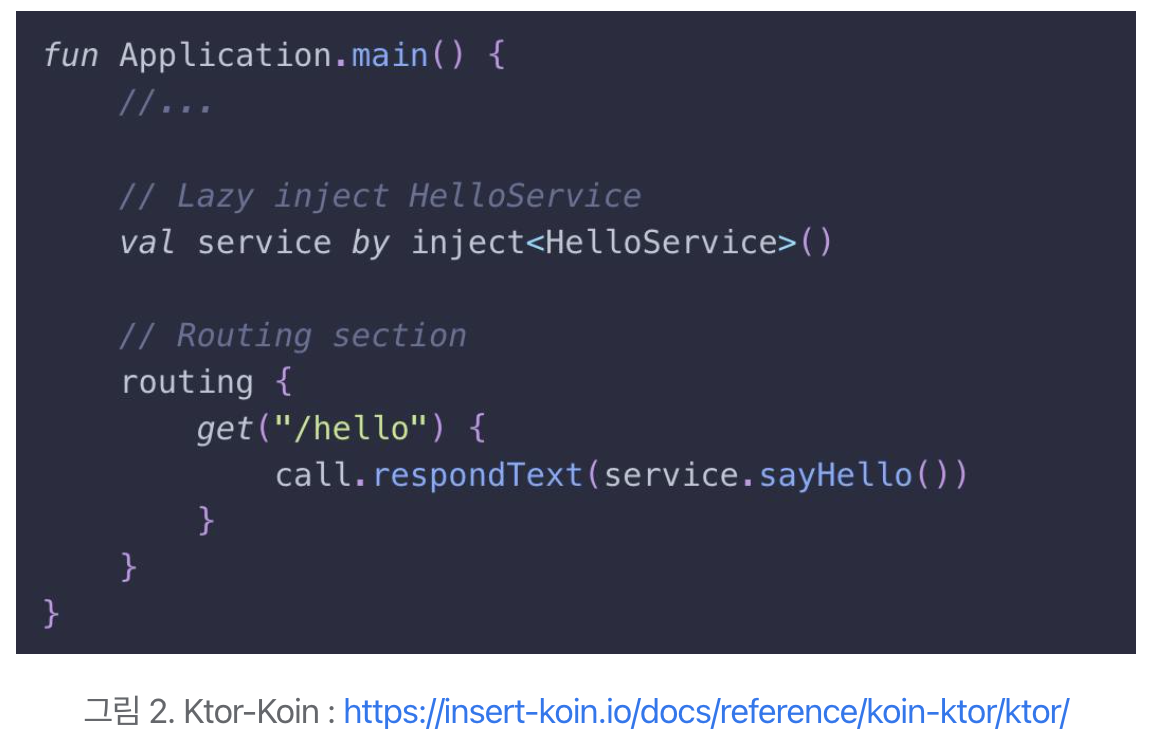 fun Application.main() {
    //...

    // Lazy inject HelloService
    val service by inject<HelloService>()

    // Routing section
    routing {
        get("/hello") {
            call.respondText(service.sayHello())
        }
    }
}
그림 2. Ktor-Koin : https://insert-koin.io/docs/reference/koin-ktor/ktor/